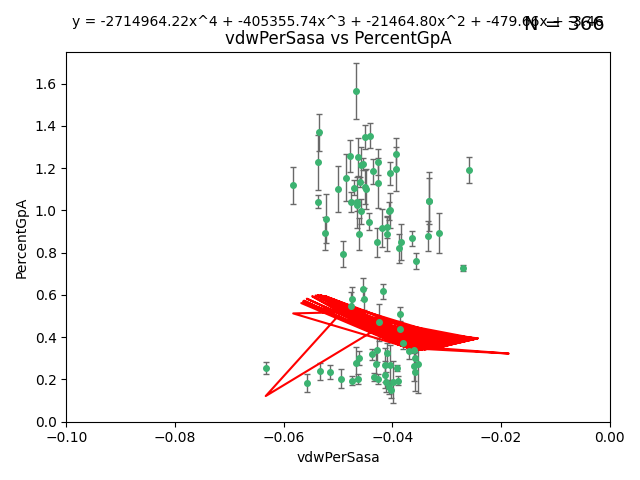 y = -2714964.22x^4 + -405355.74x^3 + -21464.80x^2 + -479.66x + -3.46
N = 366
vdwPerSasa vs PercentGpA
1.6
1.4
1.2
1.0
0.8
0.6
0.4
0.2
0.0
PercentGpA
−0.10 −0.08 −0.06 −0.04 −0.02 0.00
vdwPerSasa